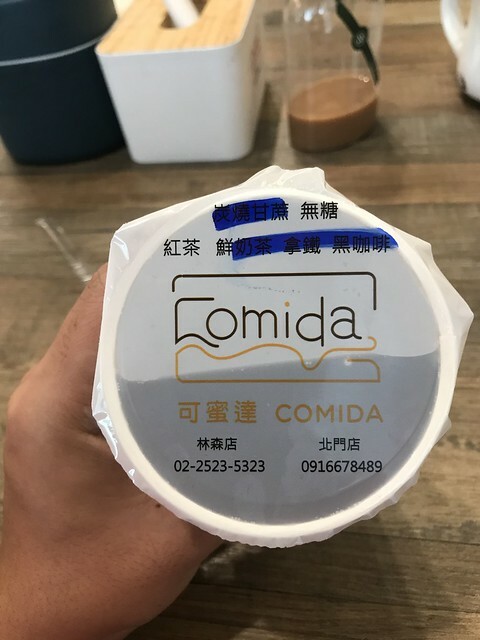 炭燒甘蔗 無糖
紅茶 鮮奶茶 拿鐵 黑咖啡
Comida
可蜜達 COMIDA
林森店 北門店
02-2523-5323 0916678489